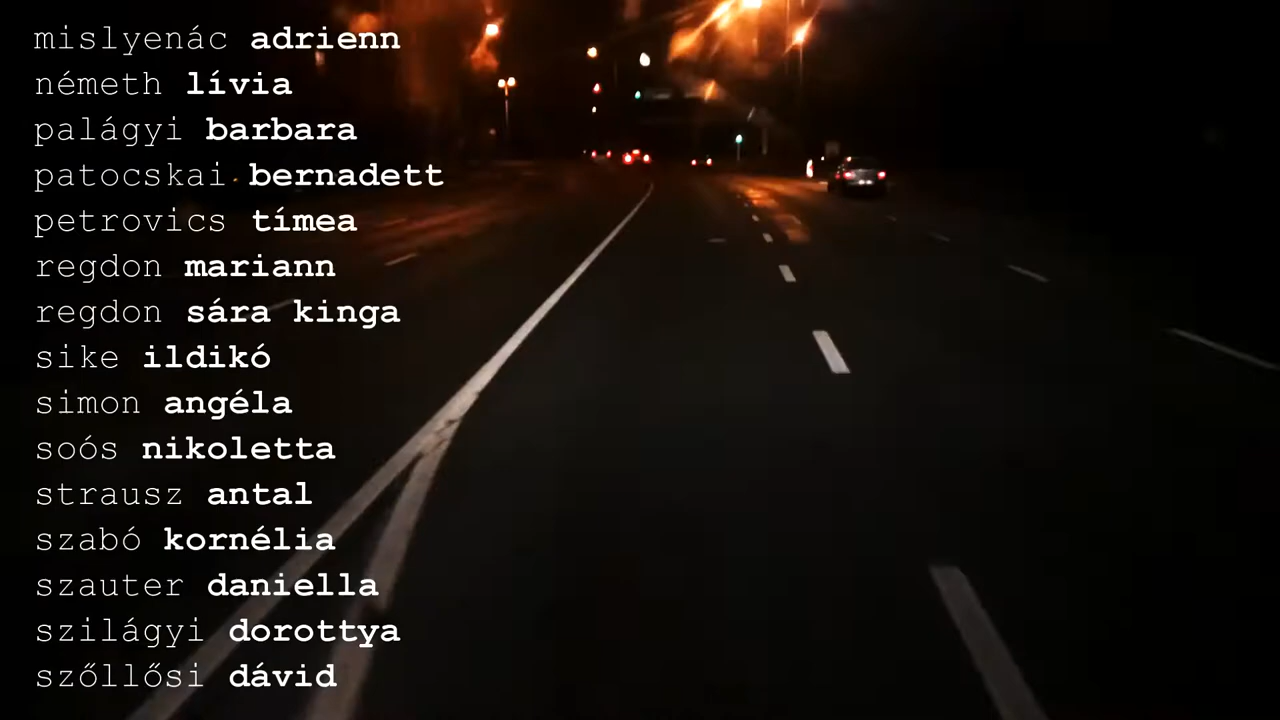 mislyenác adrienn
németh lívia
palágyi barbara
patocskai bernadett
petrovics tímea
regdon mariann
regdon sára kinga
sike ildikó
simon angéla
soós nikoletta
strausz antal
szabó kornélia
szauter daniella
szilágyi dorottya
szőllősi dávid